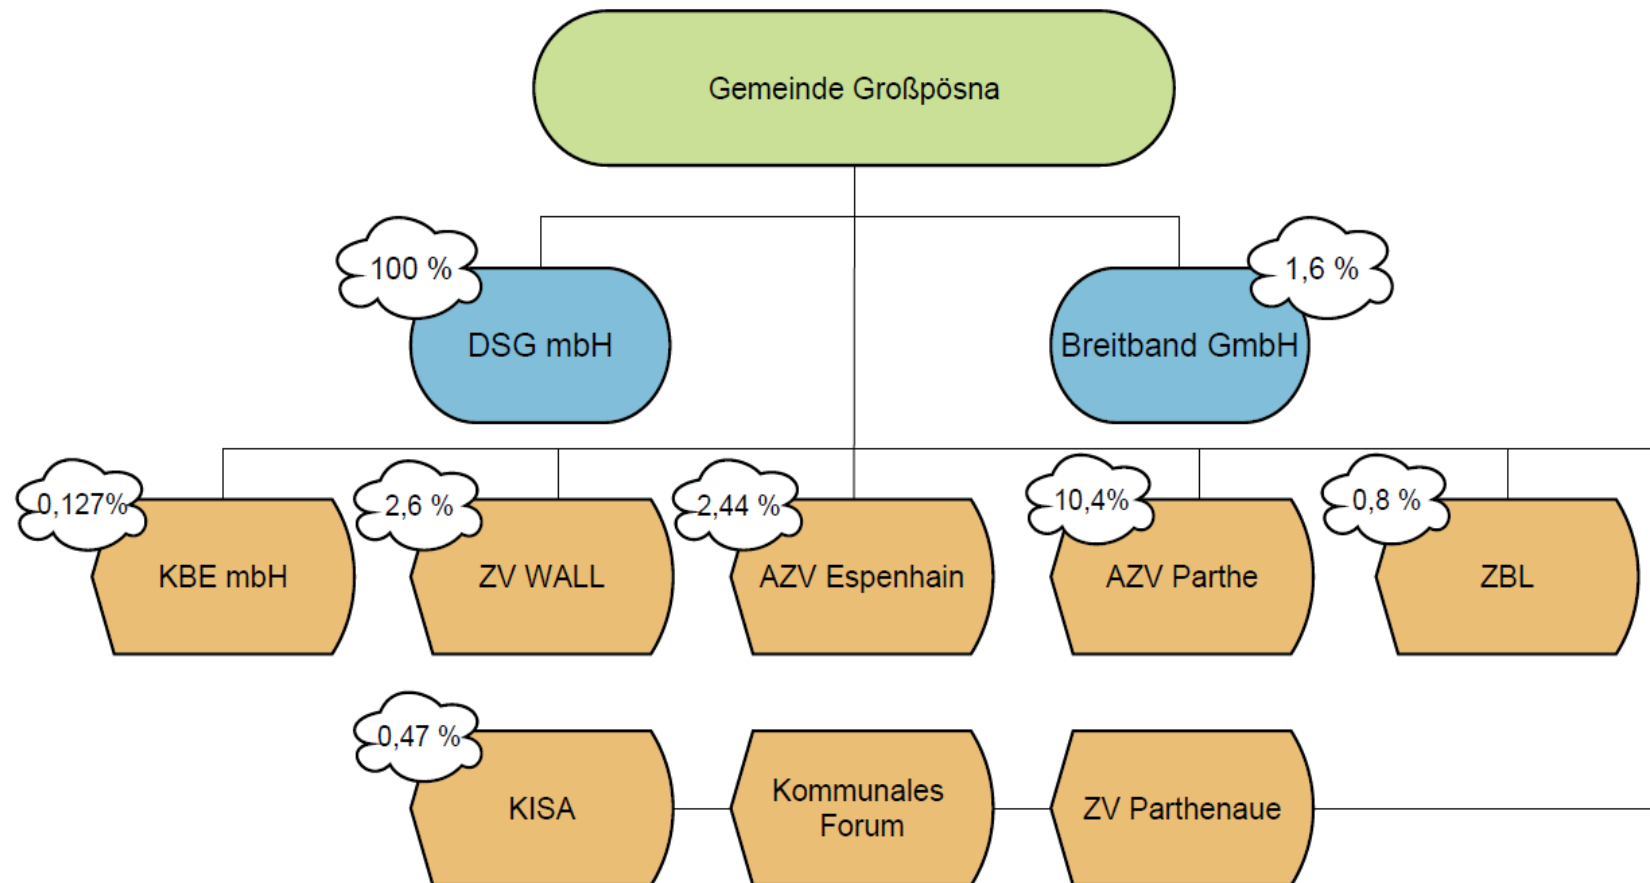 Gemeinde Großpösna
100 %
1,6 %
DSG mbH
Breitband GmbH
0,127%
2,6 %
2,44 %
10,4%
0,8 %
KBE mbH
ZV WALL
AZV Espenhain
AZV Parthe
ZBL
0,47 %
KISA
Kommunales
Forum
ZV Parthenaue